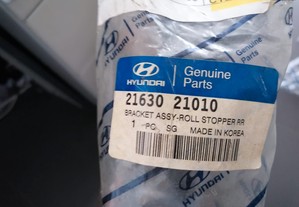 HYUNDAI
Genuine
Parts
21630 21010
BRACKET ASSY-ROLL STOPPER,RR
1 PC SG MADE IN KOREA